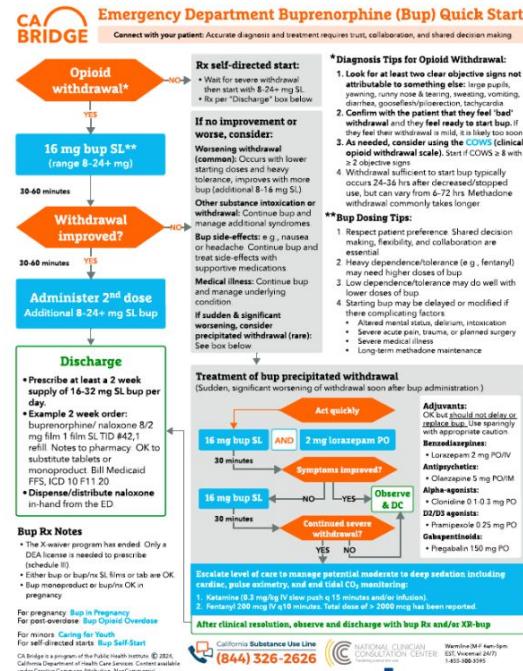 CA
BRIDGE
Emergency Department Buprenorphine (Bup) Quick Start
Connect with your patient: Accurate diagnosis and treatment requires trust, collaboration, and shared decision making
Opioid
withdrawal*
NO
YES
16 mg bup SL**
(range 8-24+ mg)
30-60 minutes
Withdrawal
improved?
NO
YES
30-60 minutes
Administer 2nd dose
Additional 8-24+ mg SL bup
Discharge
• Prescribe at least a 2 week
supply of 16-32 mg SL bup per
day.
• Example 2 week order:
buprenorphine/ naloxone 8/2
mg film 1 film SL TID #42,1
refill. Notes to pharmacy OK to
substitute tablets or
monoproduct Bill Medicaid
FFS, ICD 10 F11 20
• Dispense/distribute naloxone
in-hand from the ED
Bup Rx Notes
• The X-waiver program has ended Only a
DEA license is needed to prescribe
(schedule III)
• Either bup or bup/nx SL films or tab are OK
• Bup monoproduct or bup/nx OK in
pregnancy
For pregnancy Bup in Pregnancy
For post-overdose Bup Opioid Overdose
For minors Caring for Youth
For self-directed starts Bup Self-Start
CA Bridge is a program of the Public Health Institute © 2024,
California Department of Health Care Services. Content available
Rx self-directed start:
• Wait for severe withdrawal
then start with 8-24+ mg SL.
• Rx per "Discharge" box below
If no improvement or
worse, consider:
Worsening withdrawal
(common): Occurs with lower
starting doses and heavy
tolerance, improves with more
bup (additional 8-16 mg SL)
Other substance intoxication or
withdrawal: Continue bup and
manage additional syndromes
Bup side-effects: e g, nausea
or headache Continue bup and
treat side-effects with
supportive medications
Medical illness: Continue bup
and manage underlying
condition
If sudden & significant
worsening, consider
precipitated withdrawal (rare):
See box below
*Diagnosis Tips for Opioid Withdrawal:
1. Look for at least two clear objective signs not
attributable to something else: large pupils,
yawning, runny nose & tearing, sweating, vomiting,
diarrhea, gooseflesh/piloerection, tachycardia
2. Confirm with the patient that they feel 'bad'
withdrawal and they feel ready to start bup. If
they feel their withdrawal is mild, it is likely too soon
3. As needed, consider using the COWS (clinical
opioid withdrawal scale). Start if COWS ≥ 8 with
≥ 2 objective signs
4 Withdrawal sufficient to start bup typically
occurs 24-36 hrs after decreased/stopped
use, but can vary from 6-72 hrs Methadone
withdrawal commonly takes longer
**Bup Dosing Tips:
1 Respect patient preference Shared decision
making, flexibility, and collaboration are
essential
2 Heavy dependence/tolerance (e g, fentanyl)
may need higher doses of bup
3 Low dependence/tolerance may do well with
lower doses of bup
4 Starting bup may be delayed or modified if
there complicating factors
• Altered mental status, delirium, intoxication
• Severe acute pain, trauma, or planned surgery
• Severe medical illness
• Long-term methadone maintenance
Treatment of bup precipitated withdrawal
(Sudden, significant worsening of withdrawal soon after bup administration )
Act quickly
16 mg bup SL
AND
2 mg lorazepam PO
30 minutes
Symptoms improved?
16 mg bup SL
NO
YES
Observe
& DC
30 minutes
Continued severe
withdrawal?
YES
NO
Adjuvants:
OK but should not delay or
replace bup Use sparingly
with appropriate caution
Benzodiazepines:
• Lorazepam 2 mg PO/IV
Antipsychotics:
• Olanzapine 5 mg PO/IM
Alpha-agonists:
• Clonidine 0.1-0.3 mg PO
D2/D3 agonists:
• Pramipexole 0.25 mg PO
Gabapentinoids:
• Pregabalin 150 mg PO
Escalate level of care to manage potential moderate to deep sedation including
cardiac, pulse oximetry, and end tidal CO2 monitoring:
1. Ketamine (0.3 mg/kg IV slow push q 15 minutes and/or infusion).
2. Fentanyl 200 mcg IV q10 minutes. Total dose of > 2000 mcg has been reported.
After clinical resolution, observe and discharge with bup Rx and/or XR-bup
California Substance Use Line
(844) 326-2626
NATIONAL CLINICIAN
CONSULTATION CENTER
Warmline (M-F 6am-5pm
EST, Voicemail 24/7)
1-855-300-3595